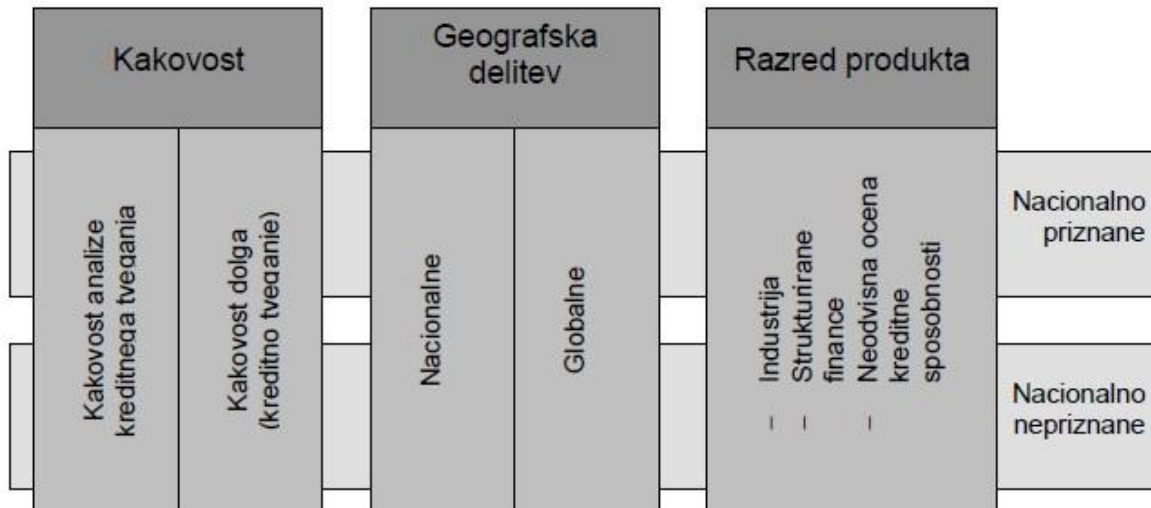 Kakovost
Geografska
delitev
Razred produkta
Kakovost analize
kreditnega tveganja
Kakovost dolga
(kreditno tveganje)
Nacionalne
Globalne
– Industrija
– Strukturirane
finance
– Neodvisna ocena
kreditne
sposobnosti
Nacionalno
priznane
Nacionalno
nepriznane